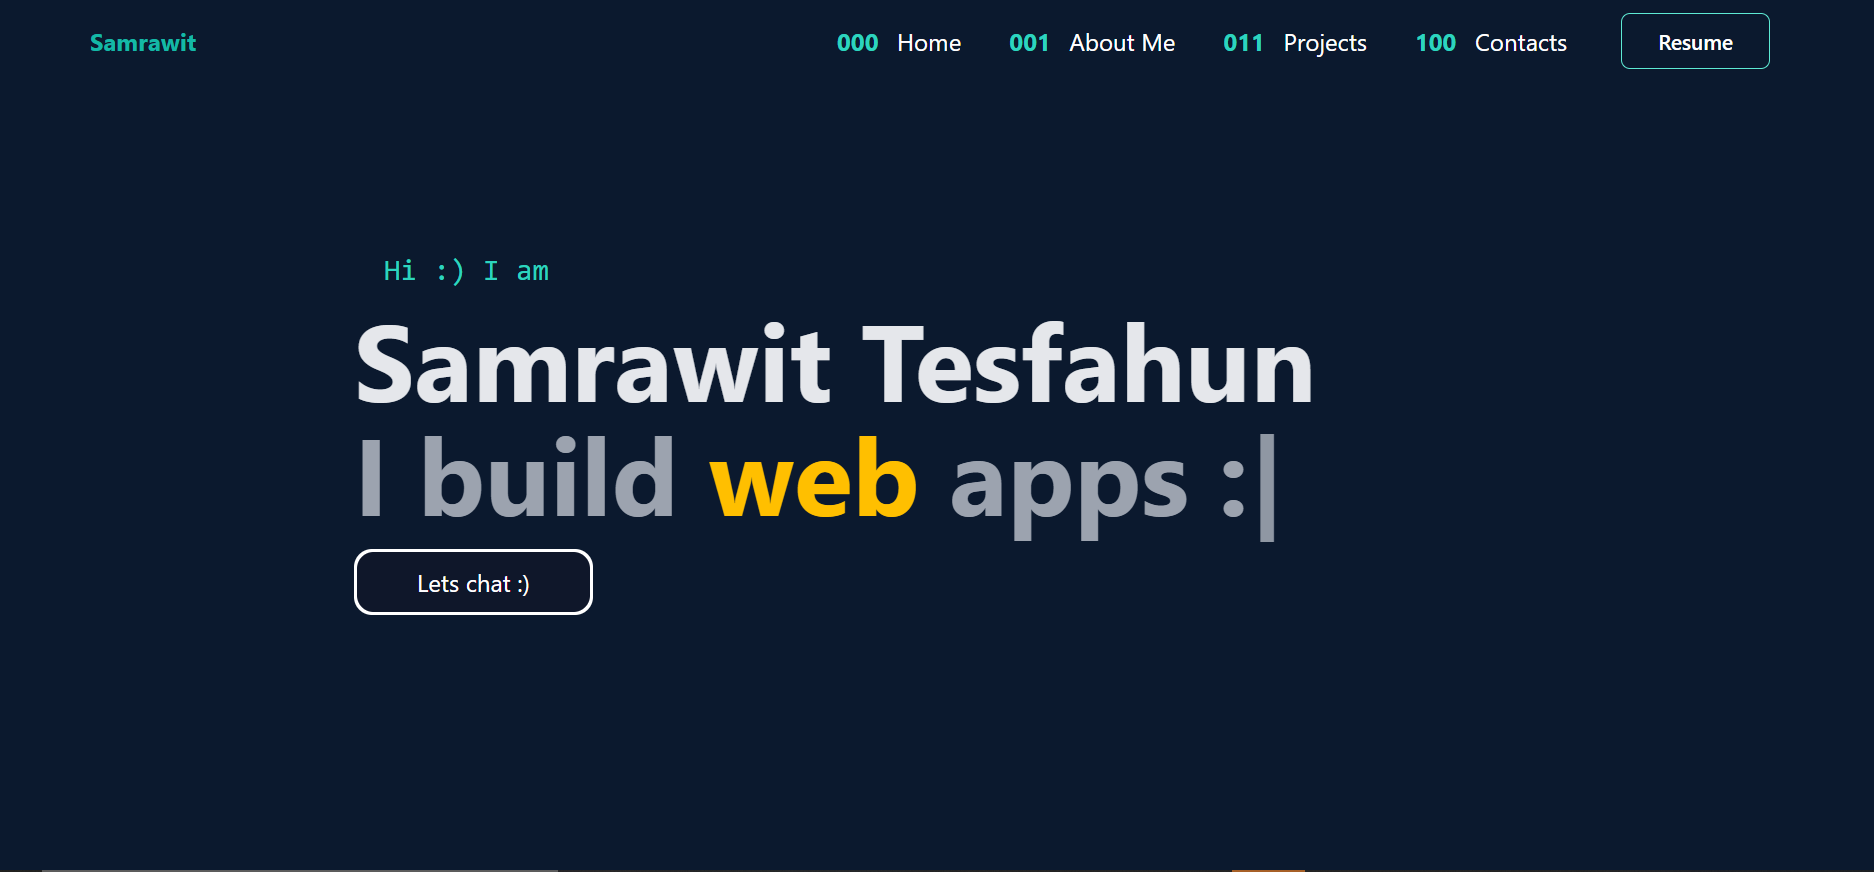 Samrawit 000 Home 001 About Me 011 Projects 100 Contacts Resume
Hi :) I am
Samrawit Tesfahun
I build web apps :|
Lets chat :)